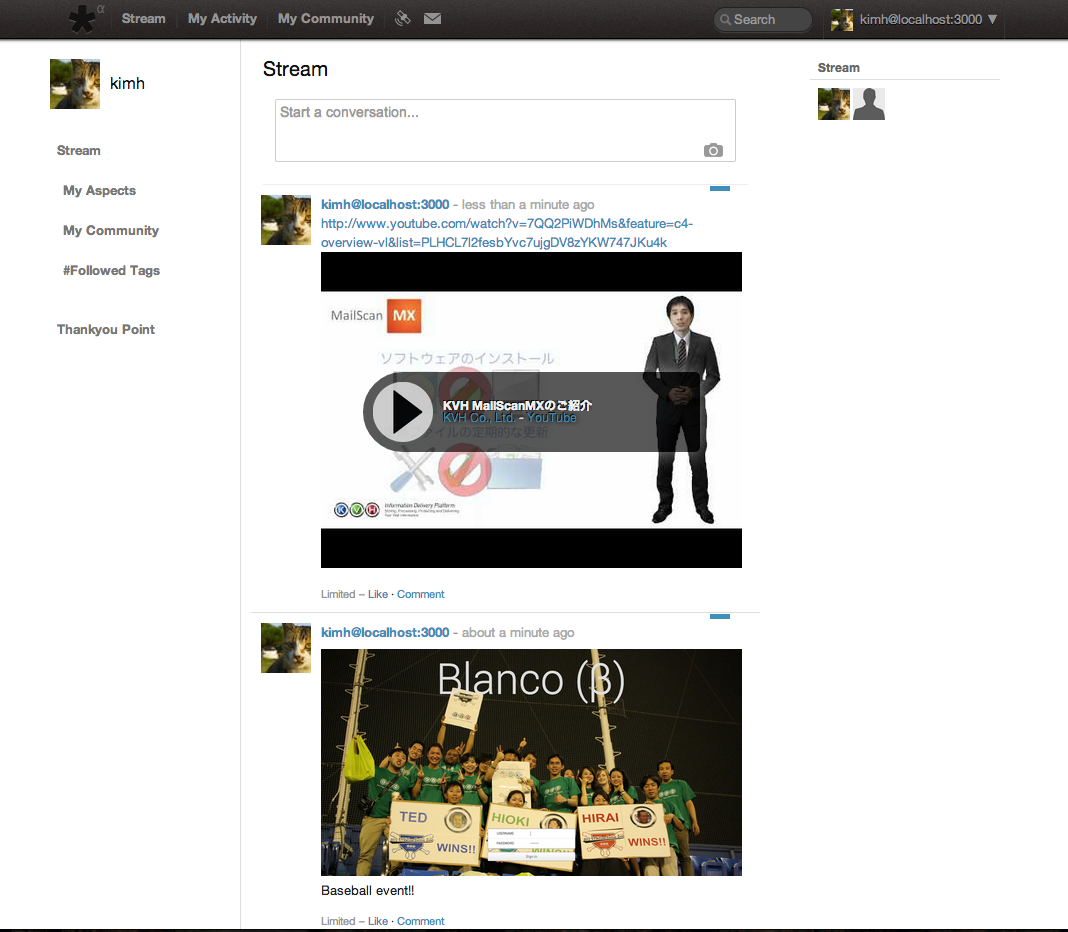 α
Stream
My Activity
My Community
Search
kimh@localhost:3000 ▼
kimh
Stream
My Aspects
My Community
#Followed Tags
Thankyou Point
Stream
Start a conversation...
kimh@localhost:3000 - less than a minute ago
http://www.youtube.com/watch?v=7QQ2PiWDhMs&feature=c4-
overview-vl&list=PLHCL7l2fesbYvc7ujgDV8zYKW747JKu4k
MailScan MX
ソフトウェアのインストール
KVH MailScanMXのご紹介
KVH Co., Ltd. - YouTube
ファイルの定期的な更新
K V H
Information Delivery Platform
Limited – Like · Comment
kimh@localhost:3000 - about a minute ago
Blanco (β)
TED
WINS!!
HIOKI
USERNAME
PASSWORD
Sign in
WINS!!
HIRAI
WINS!!
Baseball event!!
Limited – Like · Comment
Stream